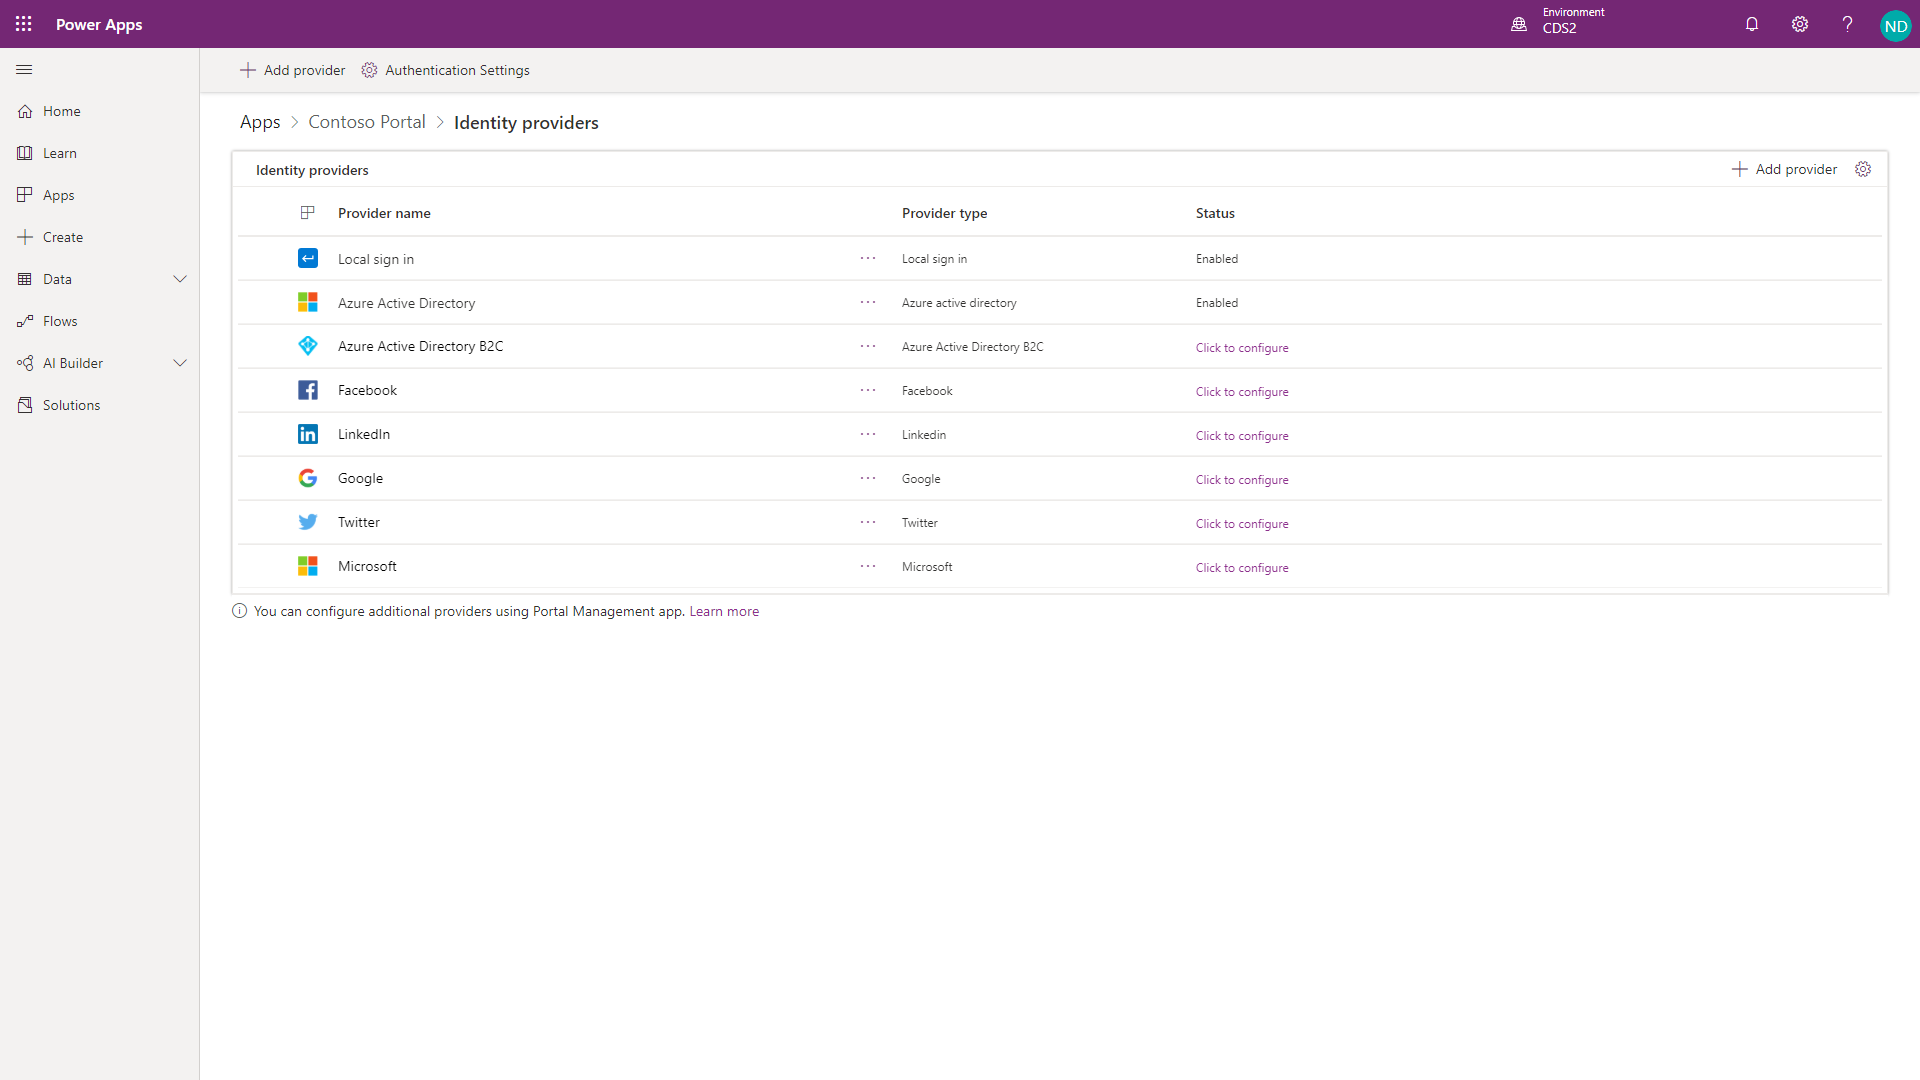 Power Apps
Environment
CDS2
ND
Add provider
Authentication Settings
Home
Learn
Apps
Create
Data
Flows
AI Builder
Solutions
Apps > Contoso Portal > Identity providers
Identity providers
Add provider
Provider name Provider type Status
Local sign in ... Local sign in Enabled
Azure Active Directory ... Azure active directory Enabled
Azure Active Directory B2C ... Azure Active Directory B2C Click to configure
Facebook ... Facebook Click to configure
LinkedIn ... Linkedin Click to configure
Google ... Google Click to configure
Twitter ... Twitter Click to configure
Microsoft ... Microsoft Click to configure
You can configure additional providers using Portal Management app. Learn more